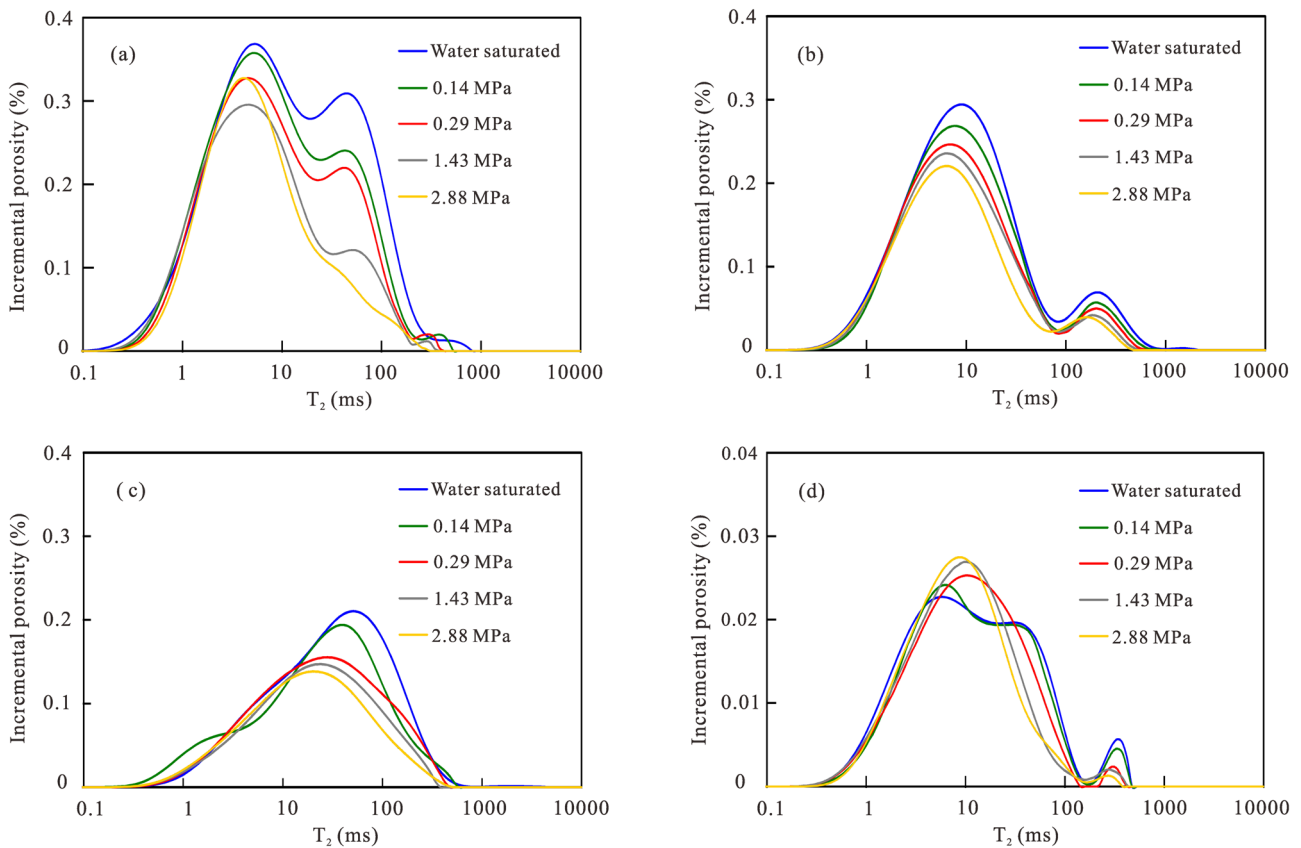 (a)
Incremental porosity (%)
0.4
0.3
0.2
0.1
0
0.1 1 10 100 1000 10000
T2 (ms)
Water saturated
0.14 MPa
0.29 MPa
1.43 MPa
2.88 MPa
(b)
Incremental porosity (%)
0.4
0.3
0.2
0.1
0
0.1 1 10 100 1000 10000
T2 (ms)
Water saturated
0.14 MPa
0.29 MPa
1.43 MPa
2.88 MPa
( c)
Incremental porosity (%)
0.4
0.3
0.2
0.1
0
0.1 1 10 100 1000 10000
T2 (ms)
Water saturated
0.14 MPa
0.29 MPa
1.43 MPa
2.88 MPa
(d)
Incremental porosity (%)
0.04
0.03
0.02
0.01
0
0.1 1 10 100 1000 10000
T2 (ms)
Water saturated
0.14 MPa
0.29 MPa
1.43 MPa
2.88 MPa